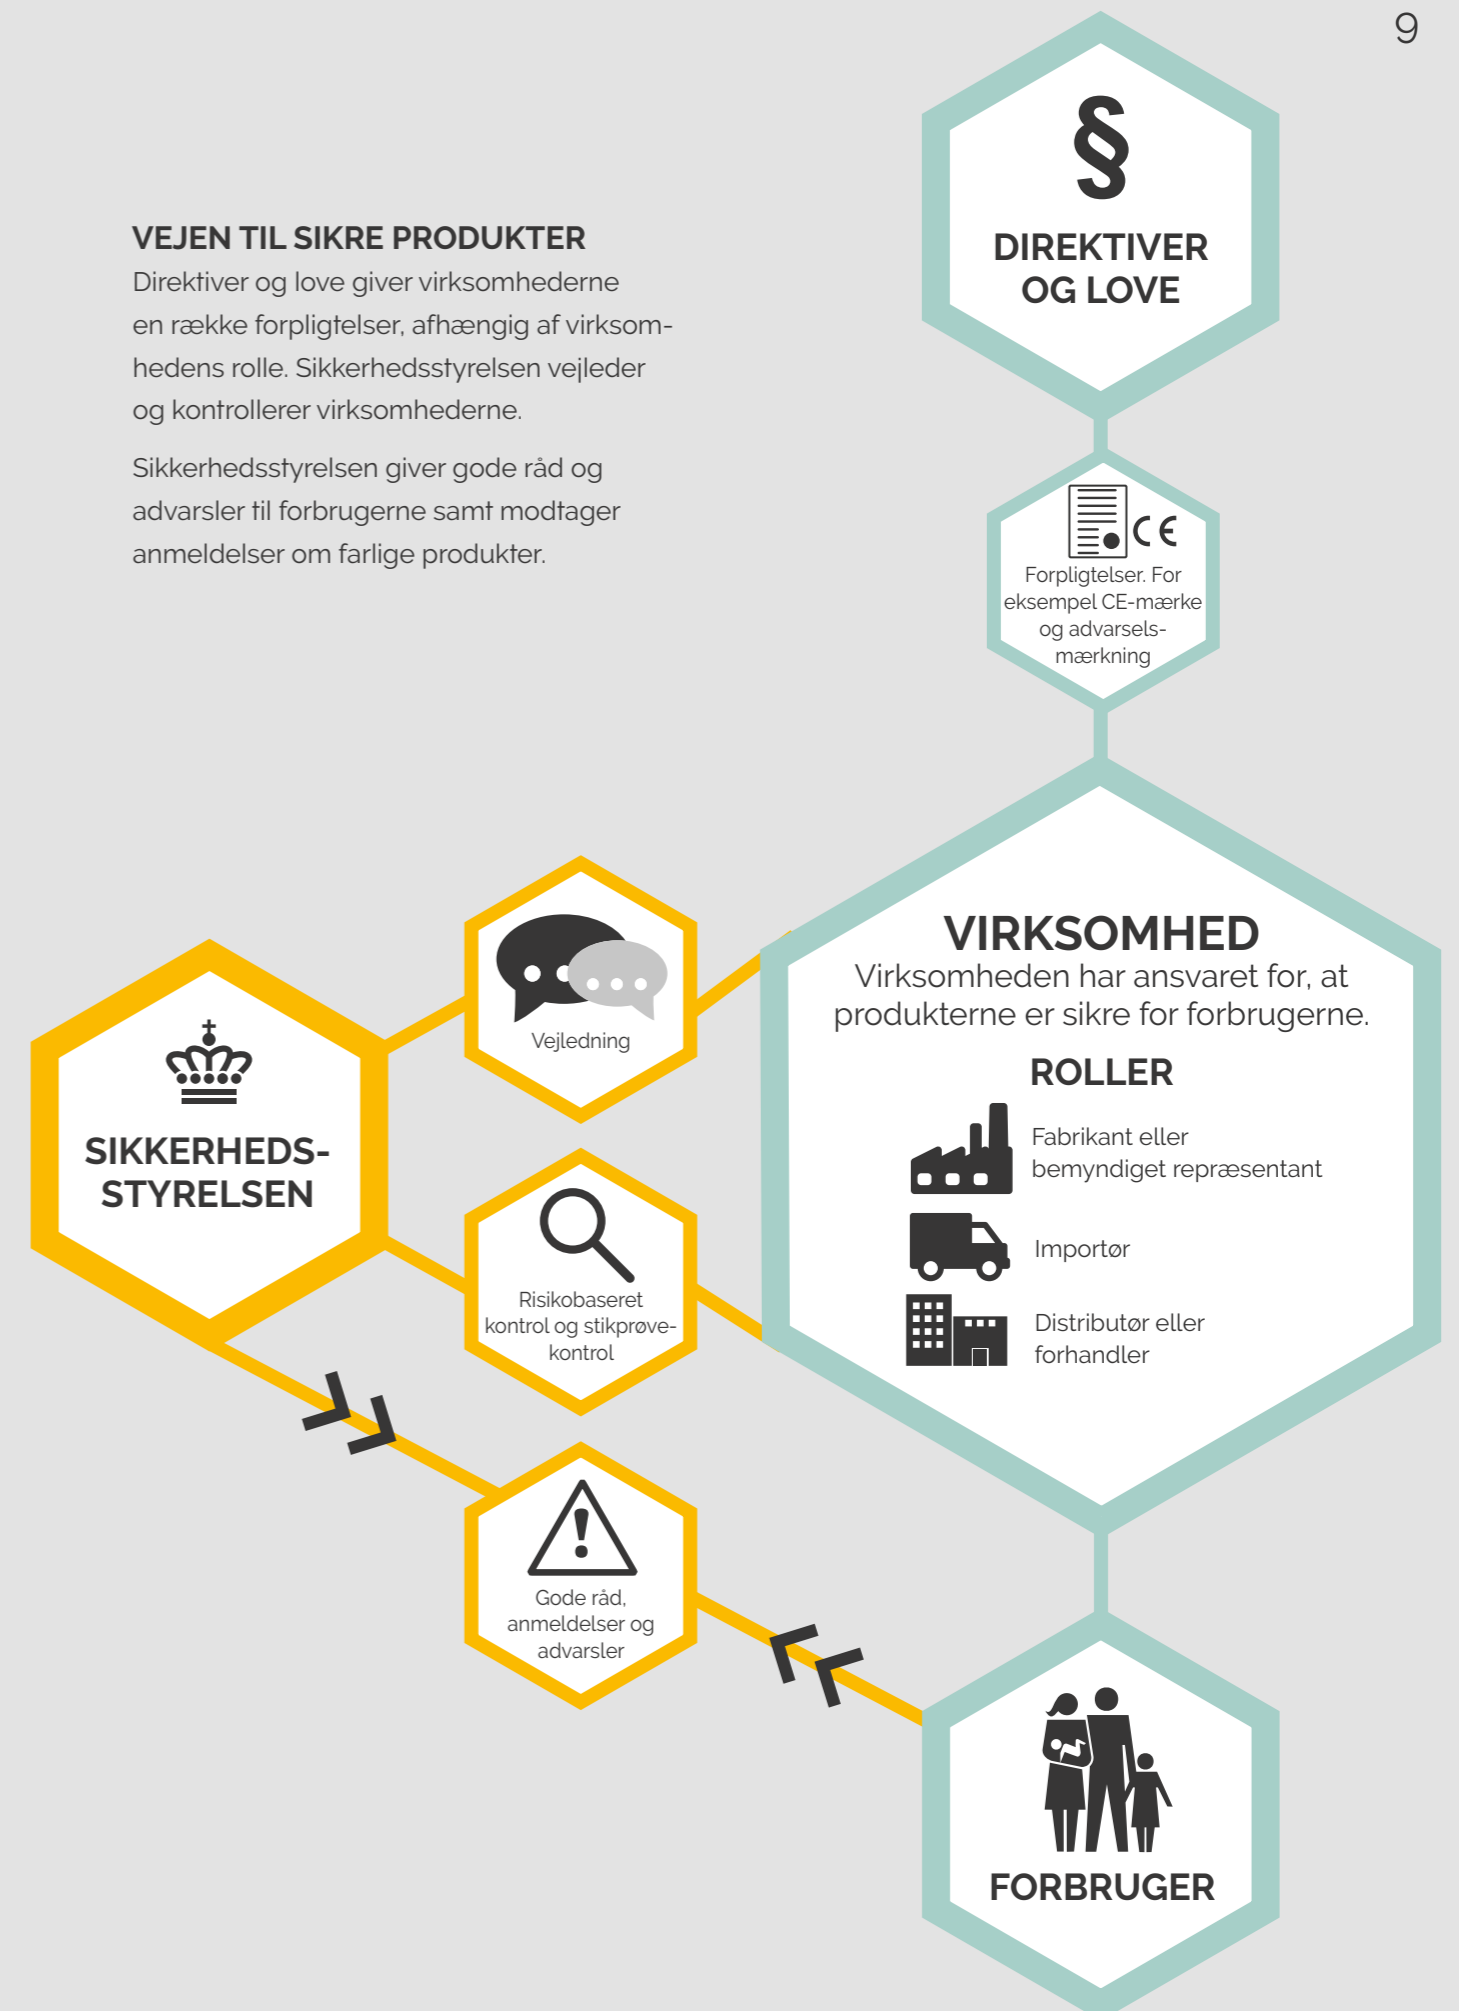 9
VEJEN TIL SIKRE PRODUKTER
Direktiver og love giver virksomhederne
en række forpligtelser, afhængig af virksom-
hedens rolle. Sikkerhedsstyrelsen vejleder
og kontrollerer virksomhederne.
Sikkerhedsstyrelsen giver gode råd og
advarsler til forbrugerne samt modtager
anmeldelser om farlige produkter.
§
DIREKTIVER
OG LOVE
CE
Forpligtelser. For
eksempel CE-mærke
og advarsels-
mærkning
VIRKSOMHED
Virksomheden har ansvaret for, at
produkterne er sikre for forbrugerne.
ROLLER
Fabrikant eller
bemyndiget repræsentant
Importør
Distributør eller
forhandler
SIKKERHEDS-
STYRELSEN
Vejledning
Risikobaseret
kontrol og stikprøve-
kontrol
Gode råd,
anmeldelser og
advarsler
FORBRUGER